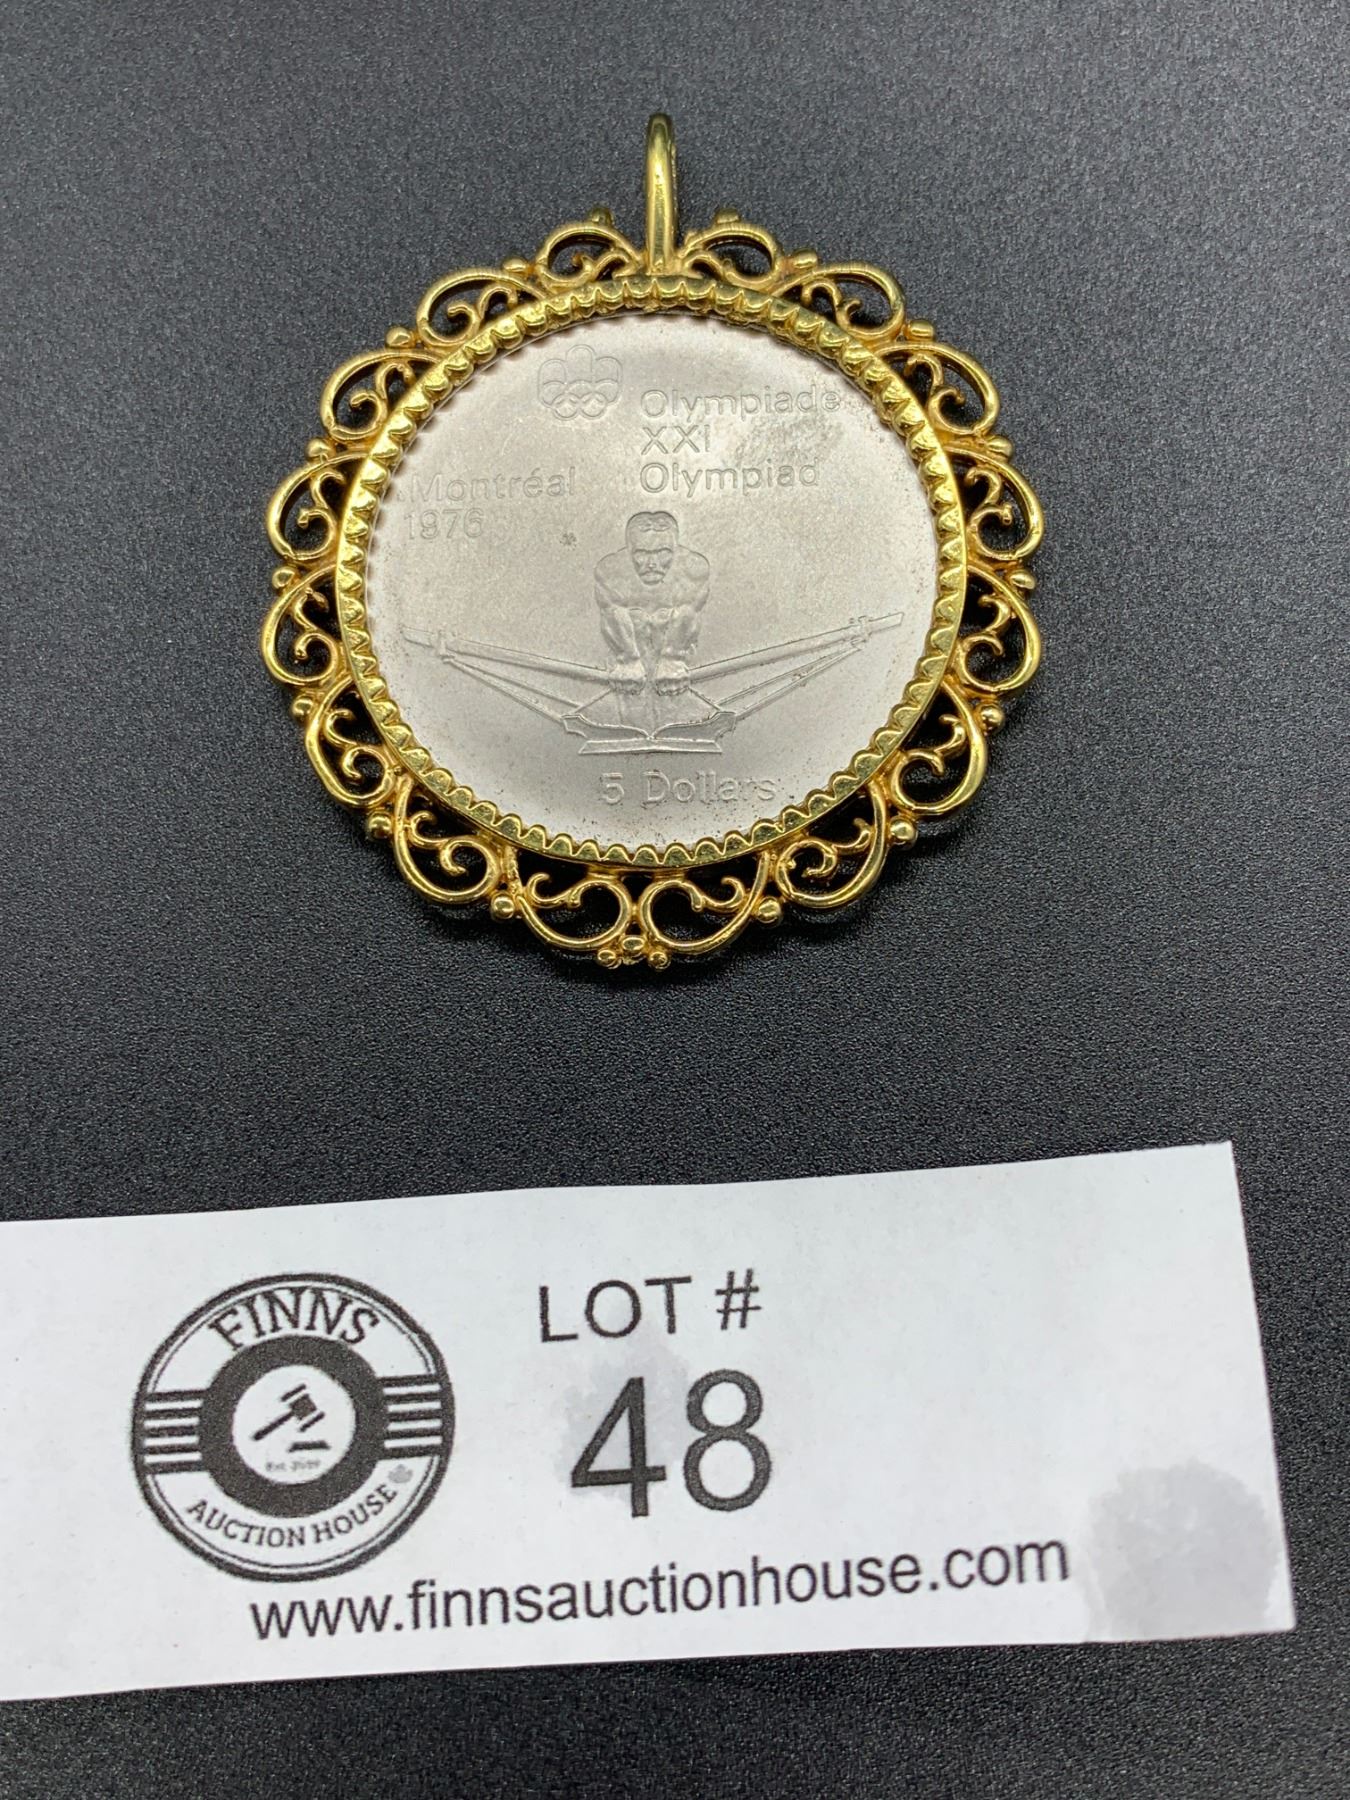 Olympiade
XXI
Olympiad
Montréal
1976
5 Dollars
LOT #
48
FINNS
AUCTION HOUSE
www.finnsauctionhouse.com